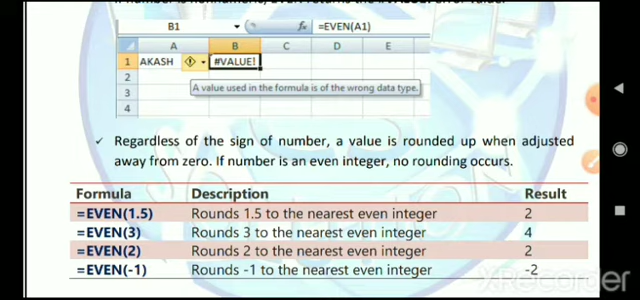 B1
fx
=EVEN(A1)
A B C D E
1 AKASH #VALUE!
2
A value used in the formula is of the wrong data type.
3
4
✓ Regardless of the sign of number, a value is rounded up when adjusted
away from zero. If number is an even integer, no rounding occurs.
Formula Description Result
=EVEN(1.5) Rounds 1.5 to the nearest even integer 2
=EVEN(3) Rounds 3 to the nearest even integer 4
=EVEN(2) Rounds 2 to the nearest even integer 2
=EVEN(-1) Rounds -1 to the nearest even integer -2
XRECORDER